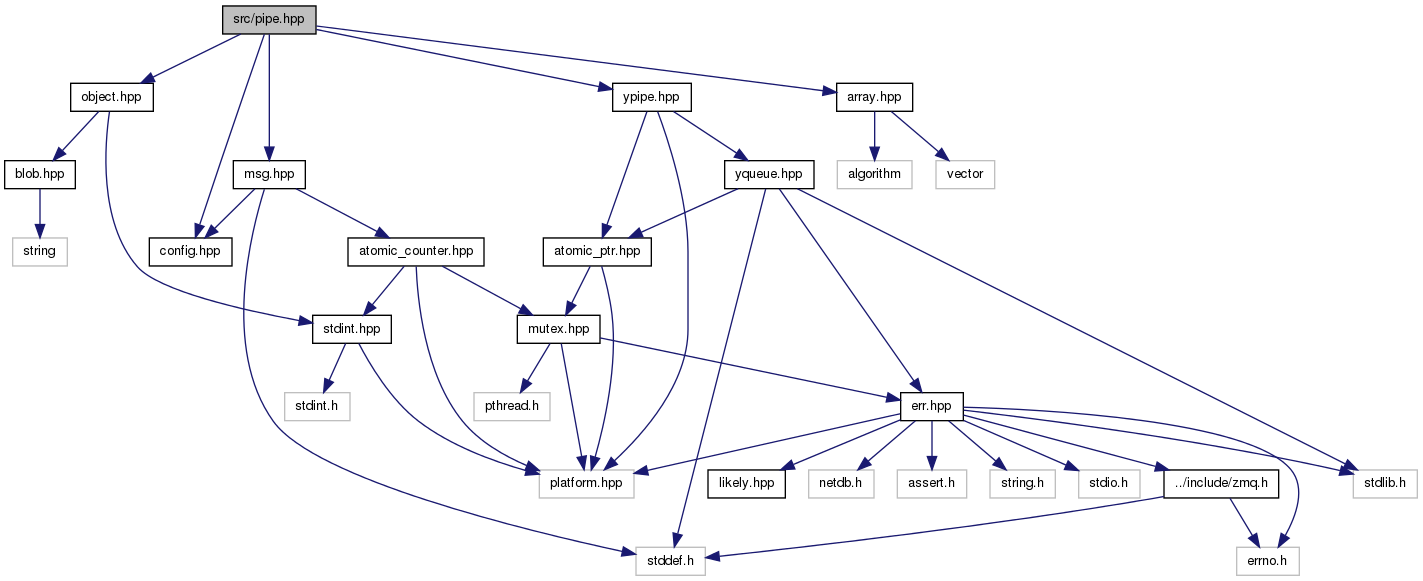 src/pipe.hpp
object.hpp
ypipe.hpp
array.hpp
blob.hpp
msg.hpp
yqueue.hpp
algorithm
vector
string
config.hpp
atomic_counter.hpp
atomic_ptr.hpp
stdint.hpp
mutex.hpp
stdint.h
pthread.h
err.hpp
platform.hpp
likely.hpp
netdb.h
assert.h
string.h
stdio.h
../include/zmq.h
stdlib.h
stddef.h
errno.h